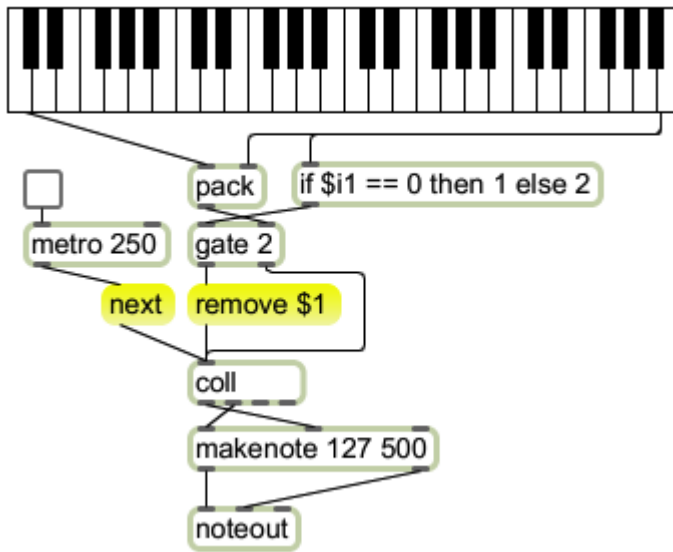 pack
if $i1 == 0 then 1 else 2
metro 250
gate 2
next
remove $1
coll
makenote 127 500
noteout